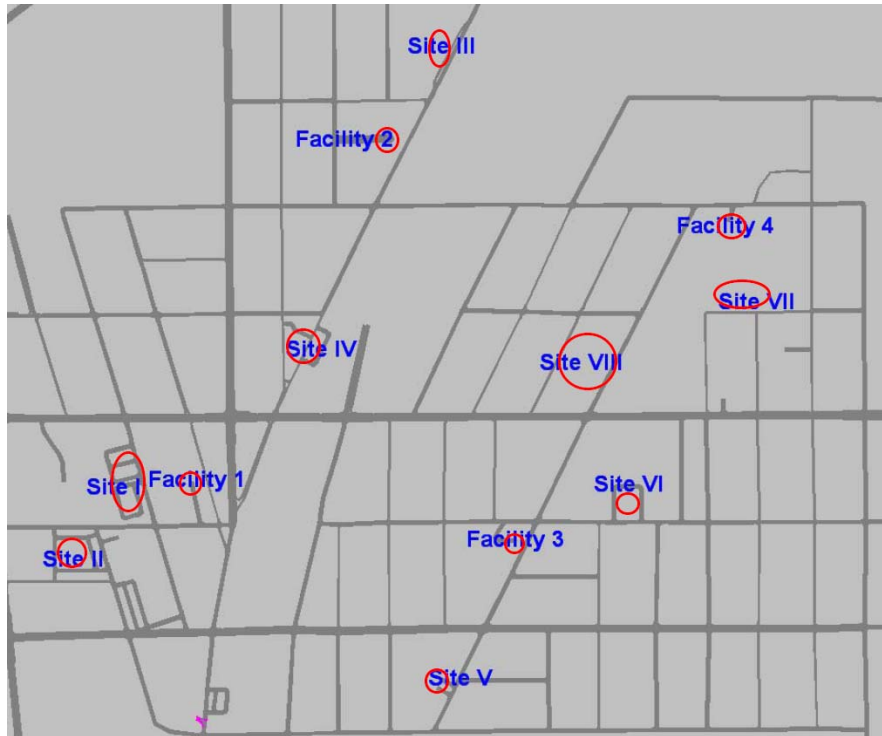 Site III
Facility 2
Facility 4
Site VII
Site IV
Site VIII
Site I
Facility 1
Site VI
Facility 3
Site II
Site V